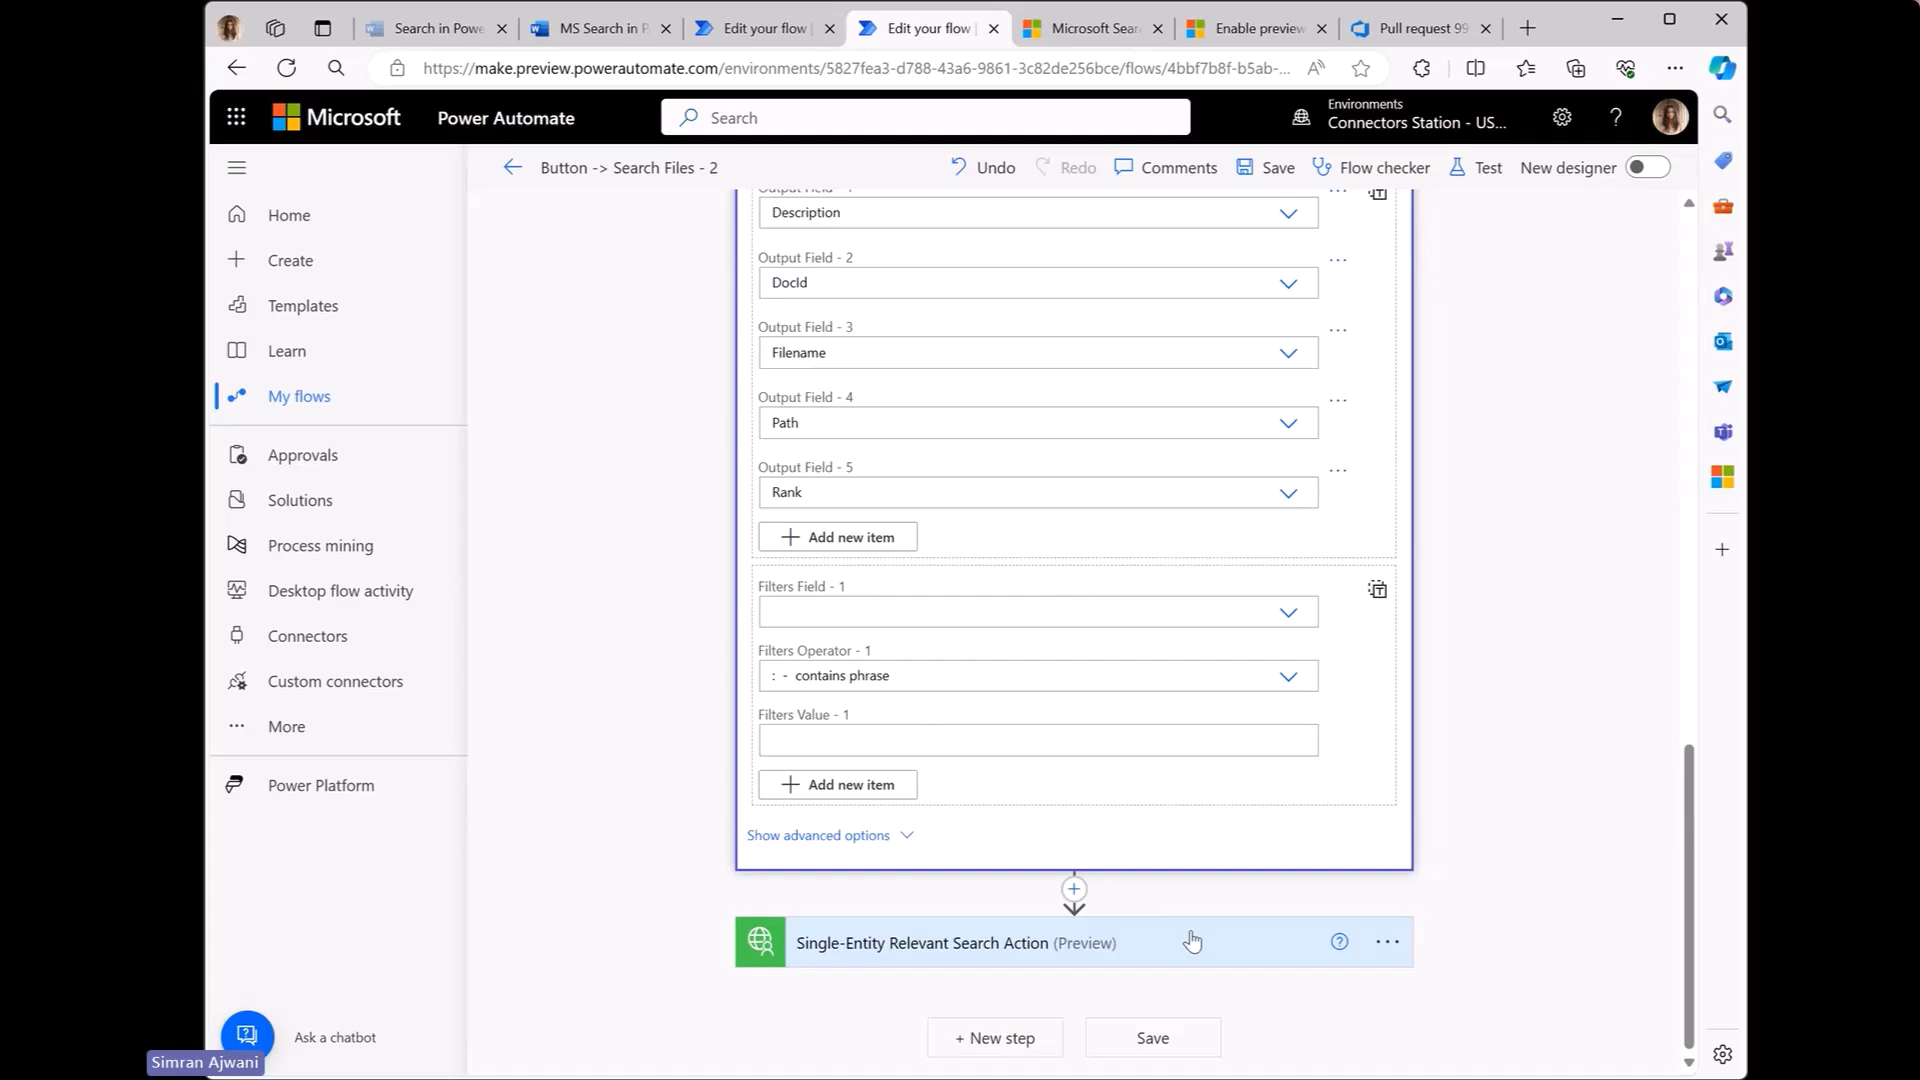 Search in Powe
MS Search in P
Edit your flow
Edit your flow
Microsoft Sear
Enable preview
Pull request 99
https://make.preview.powerautomate.com/environments/5827fea3-d788-43a6-9861-3c82de256bce/flows/4bbf7b8f-b5ab-...
Microsoft
Power Automate
Search
Environments
Connectors Station - US...
Button -> Search Files - 2
Undo
Redo
Comments
Save
Flow checker
Test
New designer
Home
Create
Templates
Learn
My flows
Approvals
Solutions
Process mining
Desktop flow activity
Connectors
Custom connectors
More
Power Platform
Ask a chatbot
Description
Output Field - 2
DocId
Output Field - 3
Filename
Output Field - 4
Path
Output Field - 5
Rank
Add new item
Filters Field - 1
Filters Operator - 1
: - contains phrase
Filters Value - 1
Add new item
Show advanced options
Single-Entity Relevant Search Action (Preview)
+ New step
Save
Simran Ajwani